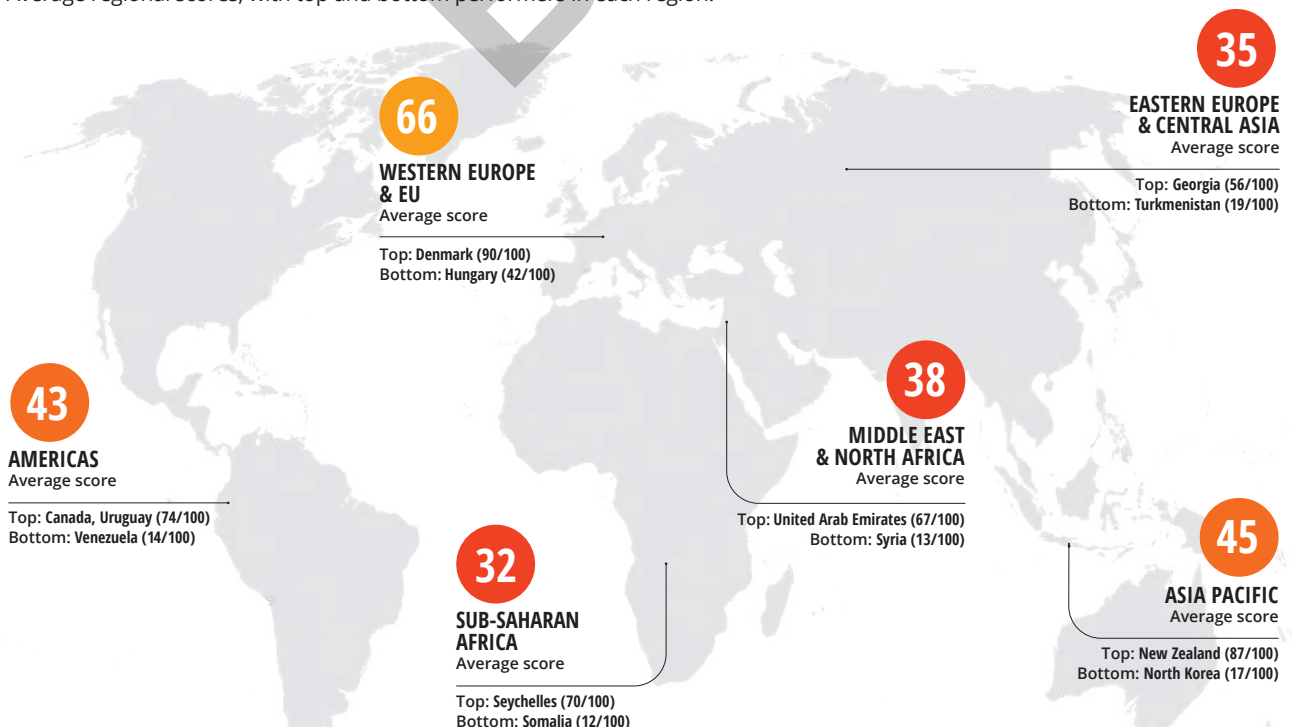 Average regional scores, with top and bottom performers in each region.
35
EASTERN EUROPE
& CENTRAL ASIA
Average score
Top: Georgia (56/100)
Bottom: Turkmenistan (19/100)
66
WESTERN EUROPE
& EU
Average score
Top: Denmark (90/100)
Bottom: Hungary (42/100)
43
AMERICAS
Average score
Top: Canada, Uruguay (74/100)
Bottom: Venezuela (14/100)
38
MIDDLE EAST
& NORTH AFRICA
Average score
Top: United Arab Emirates (67/100)
Bottom: Syria (13/100)
32
SUB-SAHARAN
AFRICA
Average score
Top: Seychelles (70/100)
Bottom: Somalia (12/100)
45
ASIA PACIFIC
Average score
Top: New Zealand (87/100)
Bottom: North Korea (17/100)